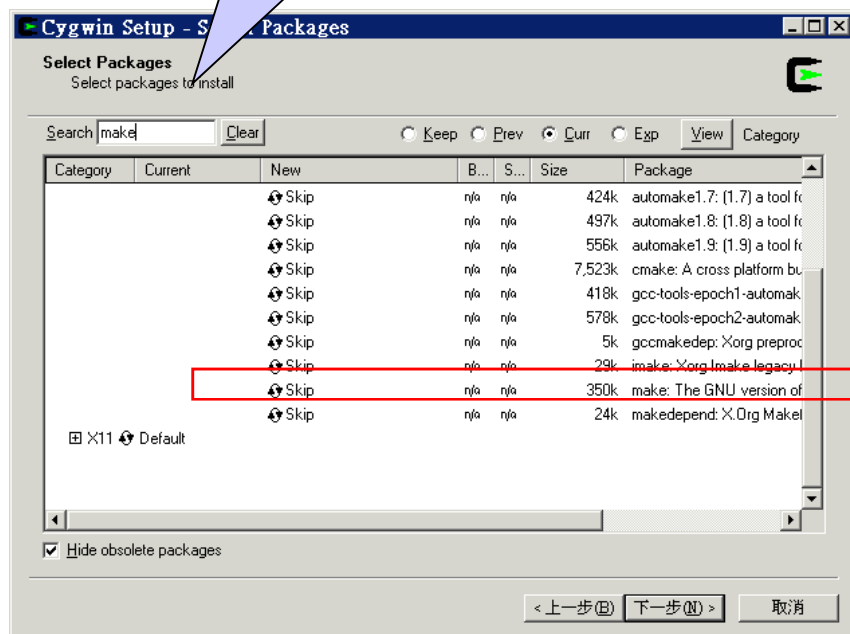 Cygwin Setup - S Packages
Select Packages
Select packages to install
Search make Clear Keep Prev Curr Exp View Category
Category Current New B... S... Size Package
Skip n/a n/a 424k automake1.7: (1.7) a tool fo
Skip n/a n/a 497k automake1.8: (1.8) a tool fo
Skip n/a n/a 556k automake1.9: (1.9) a tool fo
Skip n/a n/a 7,523k cmake: A cross platform bu
Skip n/a n/a 418k gcc-tools-epoch1-automak
Skip n/a n/a 578k gcc-tools-epoch2-automak
Skip n/a n/a 5k gccmakedep: Xorg preproc
Skip n/a n/a 29k imake: Xorg Imake legacy
Skip n/a n/a 350k make: The GNU version of
Skip n/a n/a 24k makedepend: X.Org Makel
X11 Default
Hide obsolete packages
<上一步(B) 下一步(N) > 取消